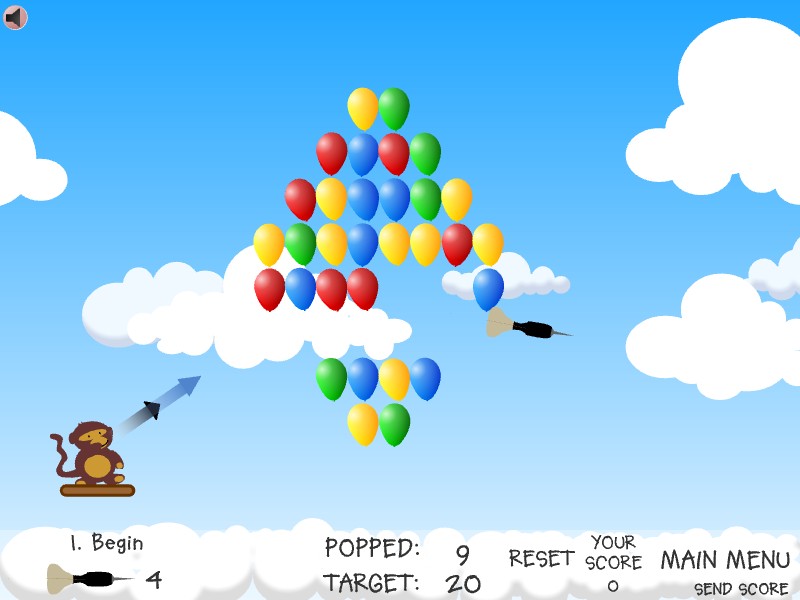 1. Begin
4
POPPED: 9
TARGET: 20
RESET
YOUR
SCORE
0
MAIN MENU
SEND SCORE